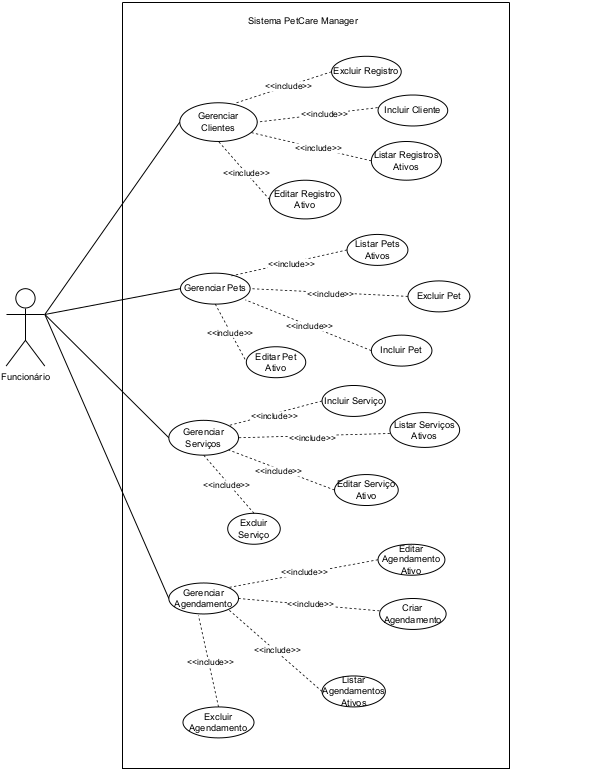 Sistema PetCare Manager
Excluir Registro
<<include>>
Incluir Cliente
<<include>>
Gerenciar
Clientes
<<include>>
Listar Registros
Ativos
<<include>>
Editar Registro
Ativo
Listar Pets
Ativos
<<include>>
Gerenciar Pets
<<include>>
Excluir Pet
<<include>>
<<include>>
Incluir Pet
Editar Pet
Ativo
Funcionário
Incluir Serviço
<<include>>
Gerenciar
Serviços
<<include>>
Listar Serviços
Ativos
<<include>>
<<include>>
Editar Serviço
Ativo
Excluir
Serviço
Editar
Agendamento
Ativo
<<include>>
Gerenciar
Agendamento
<<include>>
Criar
Agendamento
<<include>>
<<include>>
Listar
Agendamentos
Ativos
Excluir
Agendamento